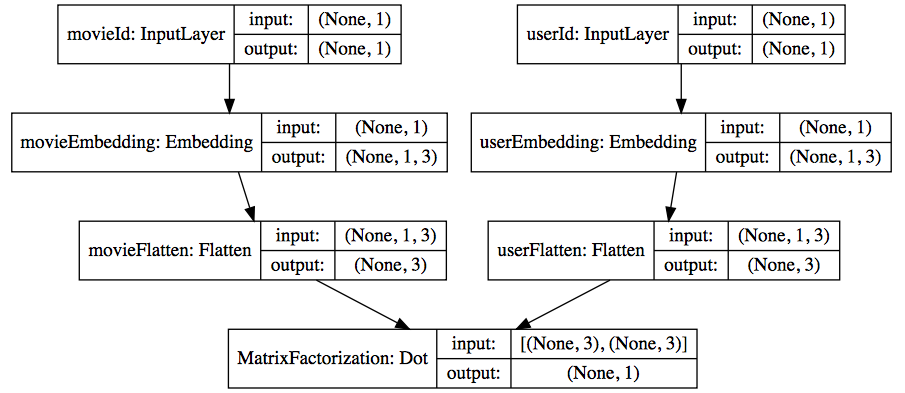 movieId: InputLayer
input: (None, 1)
output: (None, 1)
userId: InputLayer
input: (None, 1)
output: (None, 1)
movieEmbedding: Embedding
input: (None, 1)
output: (None, 1, 3)
userEmbedding: Embedding
input: (None, 1)
output: (None, 1, 3)
movieFlatten: Flatten
input: (None, 1, 3)
output: (None, 3)
userFlatten: Flatten
input: (None, 1, 3)
output: (None, 3)
MatrixFactorization: Dot
input: [(None, 3), (None, 3)]
output: (None, 1)